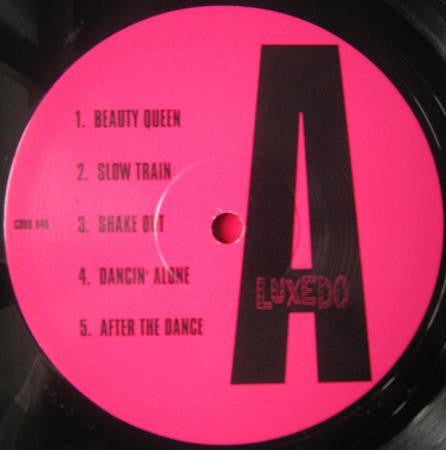 1. BEAUTY QUEEN
2. SLOW TRAIN
3. SHAKE OUT
4. DANCIN' ALONE
5. AFTER THE DANCE
A
LUXEDO